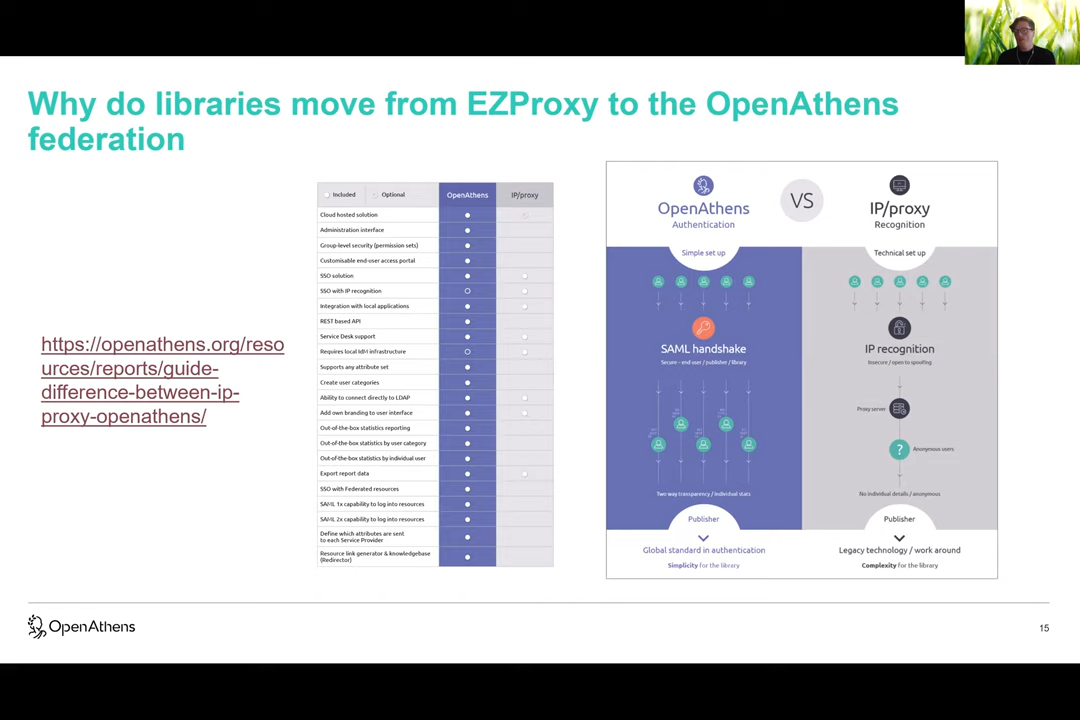 Why do libraries move from EZProxy to the OpenAthens
federation
https://openathens.org/reso
urces/reports/guide-
difference-between-ip-
proxy-openathens/
Included Optional OpenAthens IP/proxy
Cloud hosted solution
Administration interface
Group-level security (permission sets)
Customisable end-user access portal
SSO solution
SSO with IP recognition
Integration with local applications
REST based API
Service Desk support
Requires local IdM infrastructure
Supports any attribute set
Create user categories
Ability to connect directly to LDAP
Add own branding to user interface
Out-of-the-box statistics reporting
Out-of-the-box statistics by user category
Out-of-the-box statistics by individual user
Export report data
SSO with Federated resources
SAML 1x capability to log into resources
SAML 2x capability to log into resources
Define which attributes are sent
to each Service Provider
Resource link generator & knowledgebase
(Redirector)
OpenAthens
Authentication
VS
IP/proxy
Recognition
Simple set up
SAML handshake
Secure - end user / publisher / library
Two way transparency / Individual stats
Publisher
Global standard in authentication
Simplicity for the library
Technical set up
IP recognition
Insecure / open to spoofing
Proxy server
?
Anonymous users
No individual details / anonymous
Publisher
Legacy technology / work around
Complexity for the library
OpenAthens
15